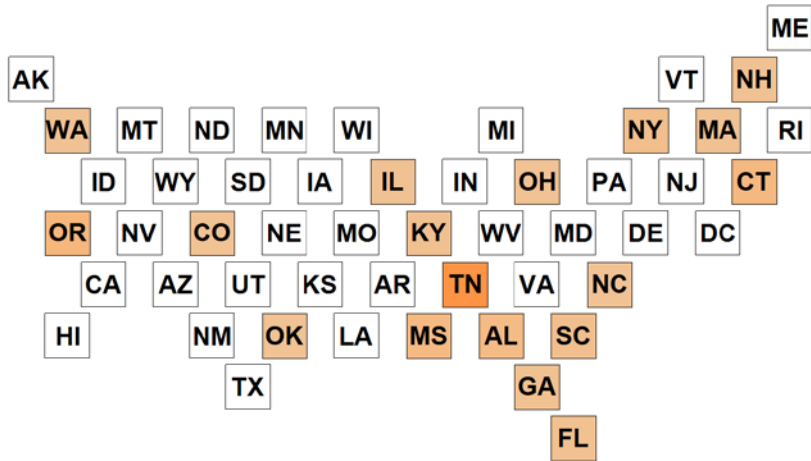 ME
AK VT NH
WA MT ND MN WI MI NY MA RI
ID WY SD IA IL IN OH PA NJ CT
OR NV CO NE MO KY WV MD DE DC
CA AZ UT KS AR TN VA NC
HI NM OK LA MS AL SC
TX GA
FL